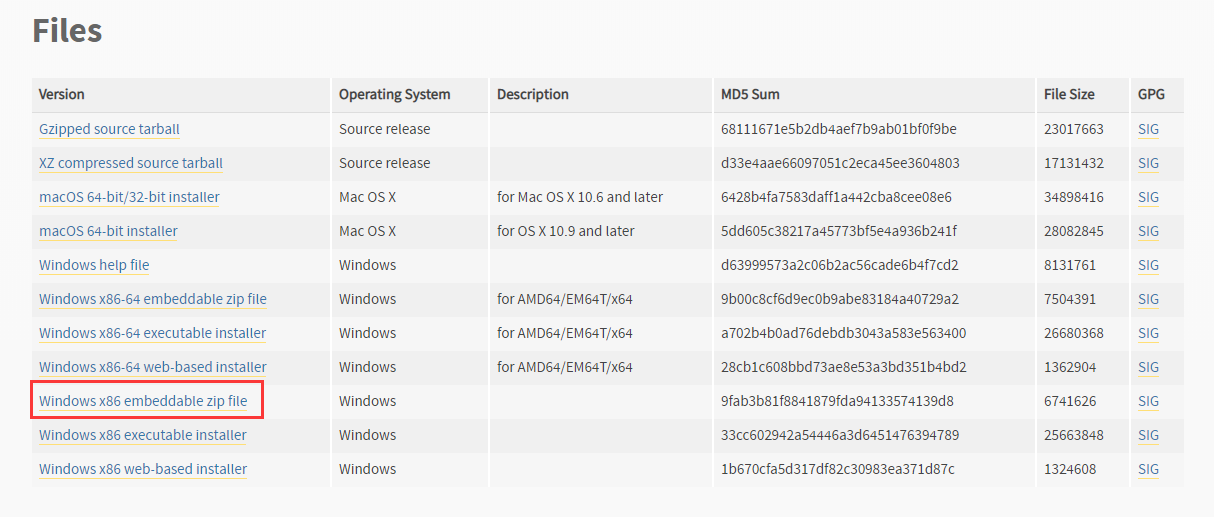 Files
Version Operating System Description MD5 Sum File Size GPG
Gzipped source tarball Source release 68111671e5b2db4aef7b9ab01bf0f9be 23017663 SIG
XZ compressed source tarball Source release d33e4aae66097051c2eca45ee3604803 17131432 SIG
macOS 64-bit/32-bit installer Mac OS X for Mac OS X 10.6 and later 6428b4fa7583daff1a442cba8cee08e6 34898416 SIG
macOS 64-bit installer Mac OS X for OS X 10.9 and later 5dd605c38217a45773bf5e4a936b241f 28082845 SIG
Windows help file Windows d63999573a2c06b2ac56cade6b4f7cd2 8131761 SIG
Windows x86-64 embeddable zip file Windows for AMD64/EM64T/x64 9b00c8cf6d9ec0b9abe83184a40729a2 7504391 SIG
Windows x86-64 executable installer Windows for AMD64/EM64T/x64 a702b4b0ad76debdb3043a583e563400 26680368 SIG
Windows x86-64 web-based installer Windows for AMD64/EM64T/x64 28cb1c608bbd73ae8e53a3bd351b4bd2 1362904 SIG
Windows x86 embeddable zip file Windows 9fab3b81f8841879fda94133574139d8 6741626 SIG
Windows x86 executable installer Windows 33cc602942a54446a3d6451476394789 25663848 SIG
Windows x86 web-based installer Windows 1b670cfa5d317df82c30983ea371d87c 1324608 SIG